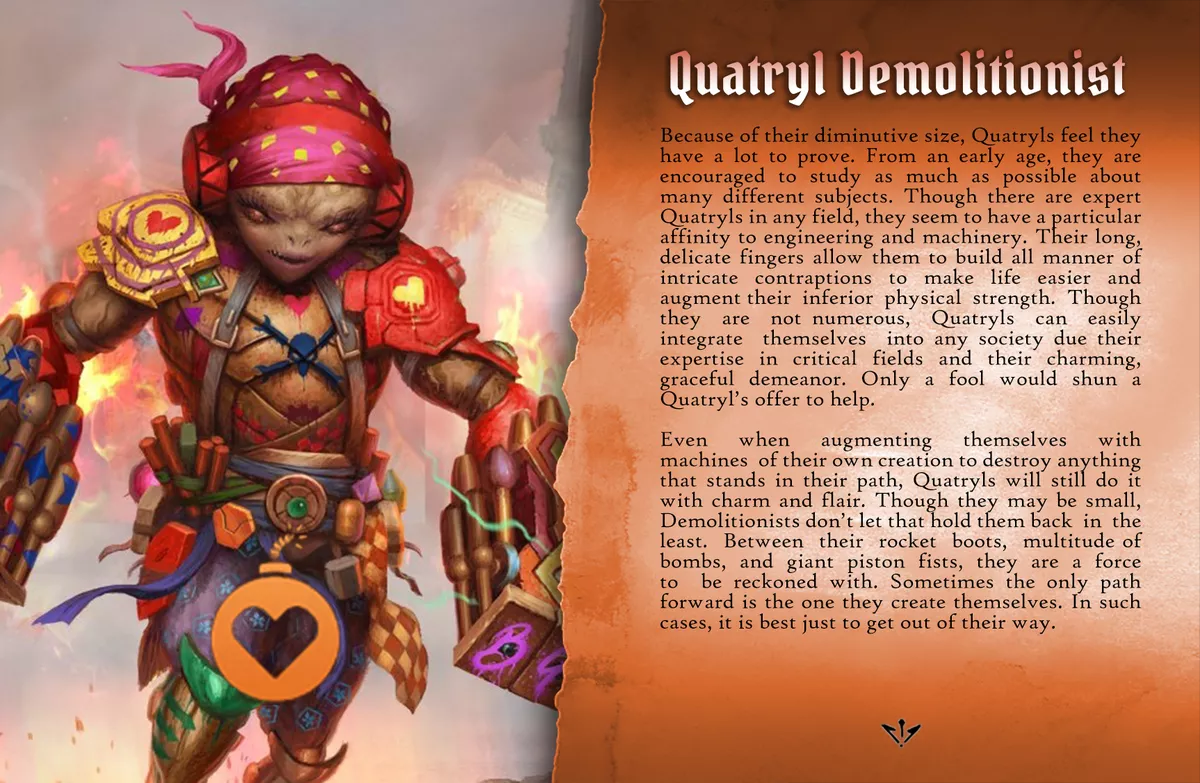 Quatryl Demolitionist
Because of their diminutive size, Quatryls feel they
have a lot to prove. From an early age, they are
encouraged to study as much as possible about
many different subjects. Though there are expert
Quatryls in any field, they seem to have a particular
affinity to engineering and machinery. Their long,
delicate fingers allow them to build all manner of
intricate contraptions to make life easier and
augment their inferior physical strength. Though
they are not numerous, Quatryls can easily
integrate themselves into any society due their
expertise in critical fields and their charming,
graceful demeanor. Only a fool would shun a
Quatryl's offer to help.
Even when augmenting themselves with
machines of their own creation to destroy anything
that stands in their path, Quatryls will still do it
with charm and flair. Though they may be small,
Demolitionists don't let that hold them back in the
least. Between their rocket boots, multitude of
bombs, and giant piston fists, they are a force
to be reckoned with. Sometimes the only path
forward is the one they create themselves. In such
cases, it is best just to get out of their way.